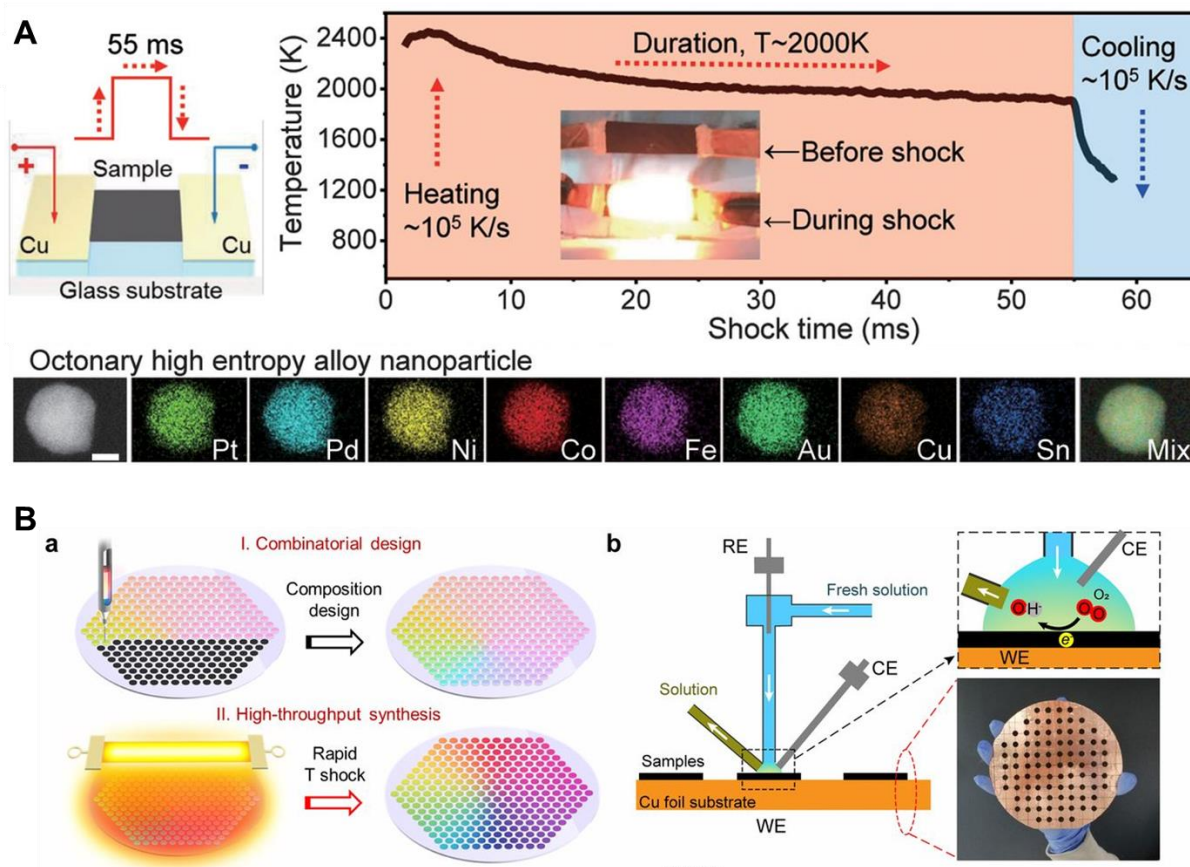 A
55 ms
+
-
Sample
Cu
Cu
Glass substrate
Temperature (K)
2400
2000
1600
1200
800
Duration, T~2000K
Cooling
~10⁵ K/s
Heating
~10⁵ K/s
←Before shock
←During shock
0
10
20
30
40
50
60
Shock time (ms)
Octonary high entropy alloy nanoparticle
Pt
Pd
Ni
Co
Fe
Au
Cu
Sn
Mix
B
a
I. Combinatorial design
Composition
design
II. High-throughput synthesis
Rapid
T shock
b
RE
Fresh solution
CE
Solution
Samples
Cu foil substrate
WE
CE
O H⁻
O₂
O O
e⁻
WE